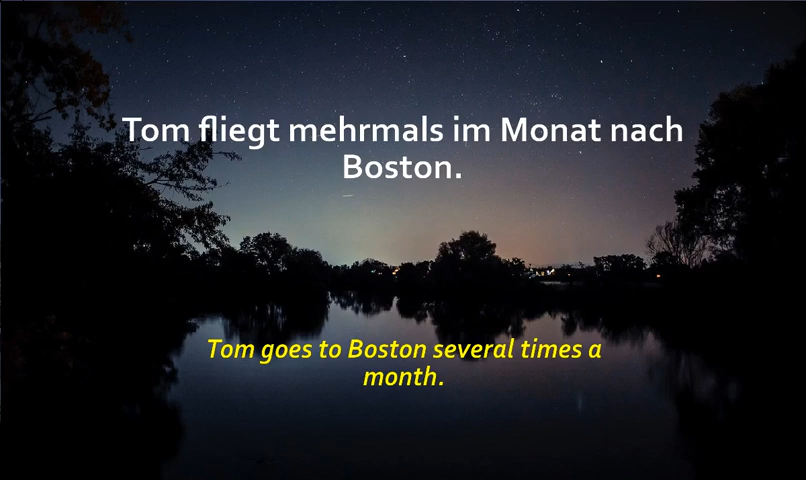 Tom fliegt mehrmals im Monat nach
Boston.
Tom goes to Boston several times a
month.